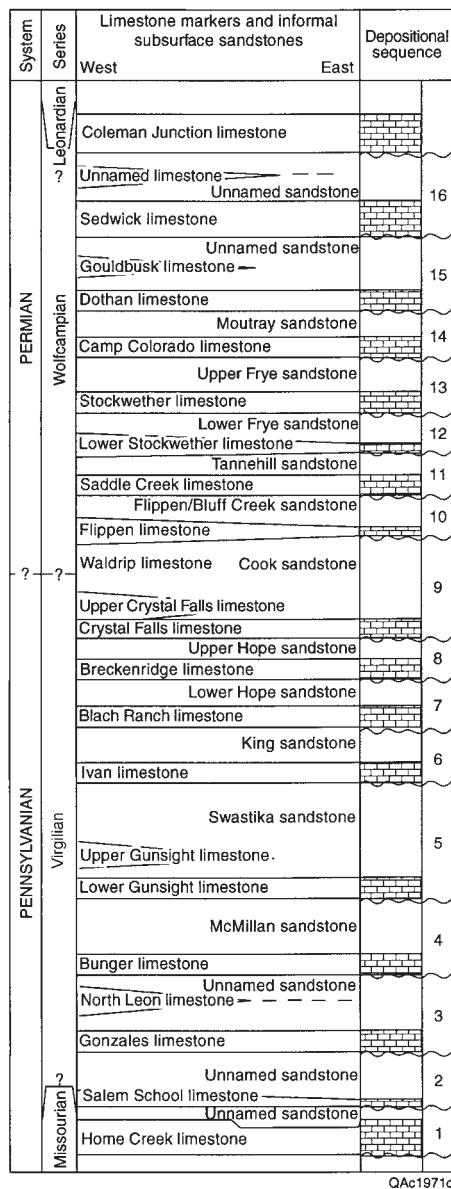 System
Series
Limestone markers and informal
subsurface sandstones
West East
Depositional
sequence
PERMIAN
PENNSYLVANIAN
Leonardian
?
Wolfcampian
? ?
Virgilian
?
Missourian
Coleman Junction limestone
Unnamed limestone
Unnamed sandstone
16
Sedwick limestone
Unnamed sandstone
Gouldbusk limestone
15
Dothan limestone
Moutray sandstone
14
Camp Colorado limestone
Upper Frye sandstone
13
Stockwether limestone
Lower Frye sandstone
12
Lower Stockwether limestone
Tannehill sandstone
11
Saddle Creek limestone
Flippen/Bluff Creek sandstone
10
Flippen limestone
Waldrip limestone Cook sandstone
9
Upper Crystal Falls limestone
Crystal Falls limestone
Upper Hope sandstone
8
Breckenridge limestone
Lower Hope sandstone
7
Blach Ranch limestone
King sandstone
6
Ivan limestone
Swastika sandstone
5
Upper Gunsight limestone
Lower Gunsight limestone
McMillan sandstone
4
Bunger limestone
Unnamed sandstone
North Leon limestone
3
Gonzales limestone
Unnamed sandstone
2
Salem School limestone
Unnamed sandstone
1
Home Creek limestone
QAc1971c